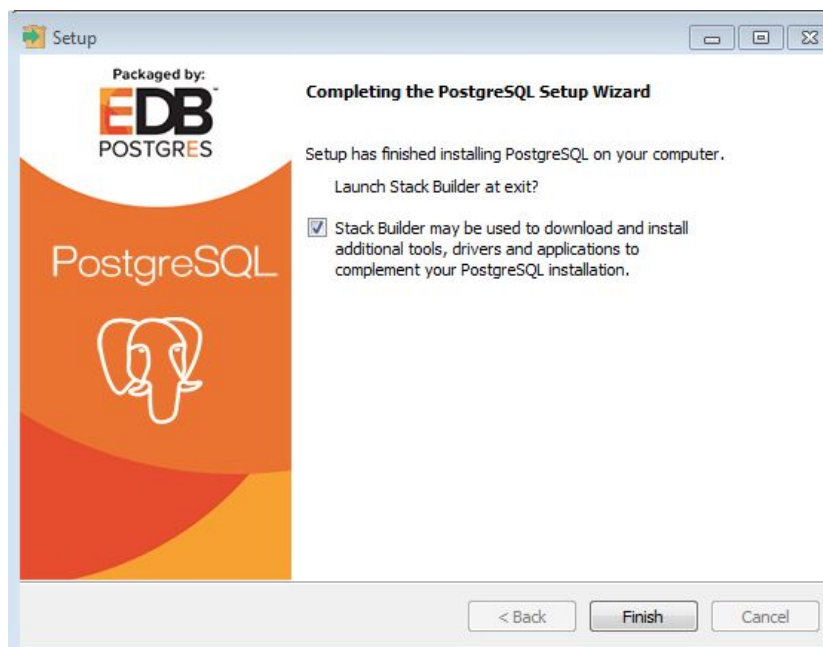 Setup
Packaged by:
EDB
POSTGRES
PostgreSQL
Completing the PostgreSQL Setup Wizard
Setup has finished installing PostgreSQL on your computer.
Launch Stack Builder at exit?
Stack Builder may be used to download and install
additional tools, drivers and applications to
complement your PostgreSQL installation.
< Back
Finish
Cancel